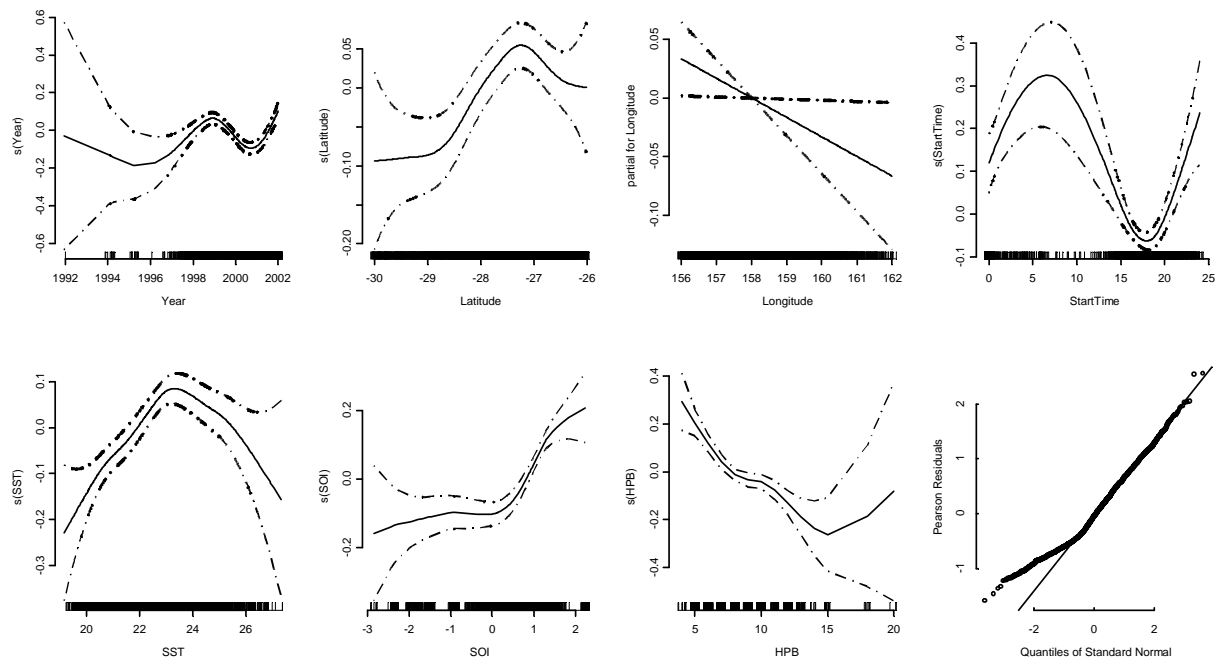 s(Year)
-0.6 -0.4 -0.2 0.0 0.2 0.4 0.6
1992 1994 1996 1998 2000 2002
Year
s(Latitude)
-0.20 -0.10 0.0 0.05
-30 -29 -28 -27 -26
Latitude
partial for Longitude
-0.10 -0.05 0.0 0.05
156 157 158 159 160 161 162
Longitude
s(StartTime)
-0.1 0.0 0.1 0.2 0.3 0.4
0 5 10 15 20 25
StartTime
s(SST)
-0.3 -0.2 -0.1 0.0 0.1
20 22 24 26
SST
s(SOI)
-0.2 0.0 0.2
-3 -2 -1 0 1 2
SOI
s(HPB)
-0.4 -0.2 0.0 0.2 0.4
5 10 15 20
HPB
Pearson Residuals
-1 0 1 2
-2 0 2
Quantiles of Standard Normal